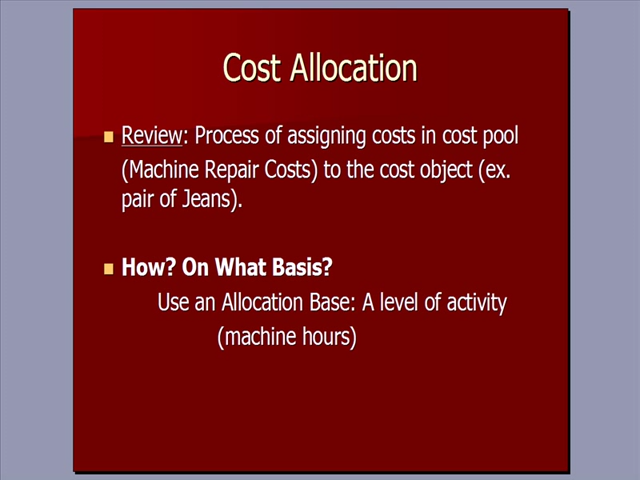 Cost Allocation
Review: Process of assigning costs in cost pool
(Machine Repair Costs) to the cost object (ex.
pair of Jeans).
How? On What Basis?
Use an Allocation Base: A level of activity
(machine hours)